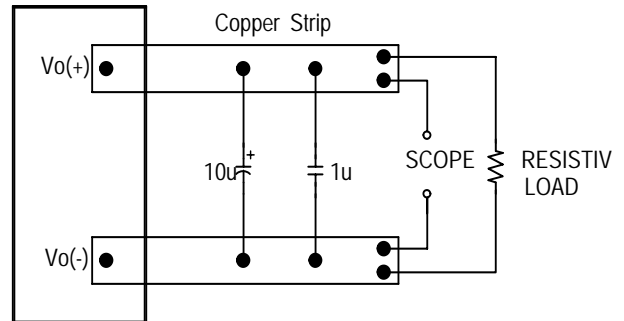 Copper Strip
Vo(+)
10u
+
1u
SCOPE
RESISTIV
LOAD
Vo(-)